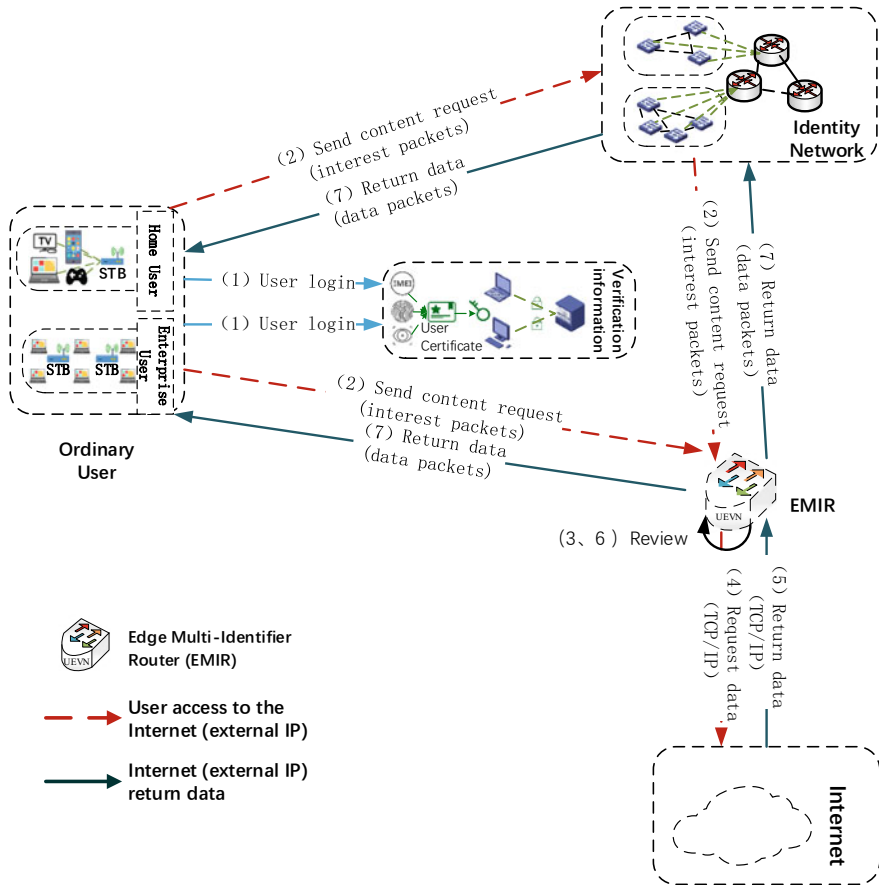 Identity
Network
(2) Send content request
(interest packets)
(7) Return data
(data packets)
(2) Send content request
(interest packets)
(7) Return data
(data packets)
TV
STB
Home User
(1) User login
(1) User login
IMEI
User
Certificate
Verification
information
STB
STB
Enterprise
User
Ordinary
User
(2) Send content request
(interest packets)
(7) Return data
(data packets)
UEVN
EMIR
(3、6) Review
(4) Request data
(TCP/IP)
(5) Return data
(TCP/IP)
UEVN
Edge Multi-Identifier
Router (EMIR)
User access to the
Internet (external IP)
Internet (external IP)
return data
Internet